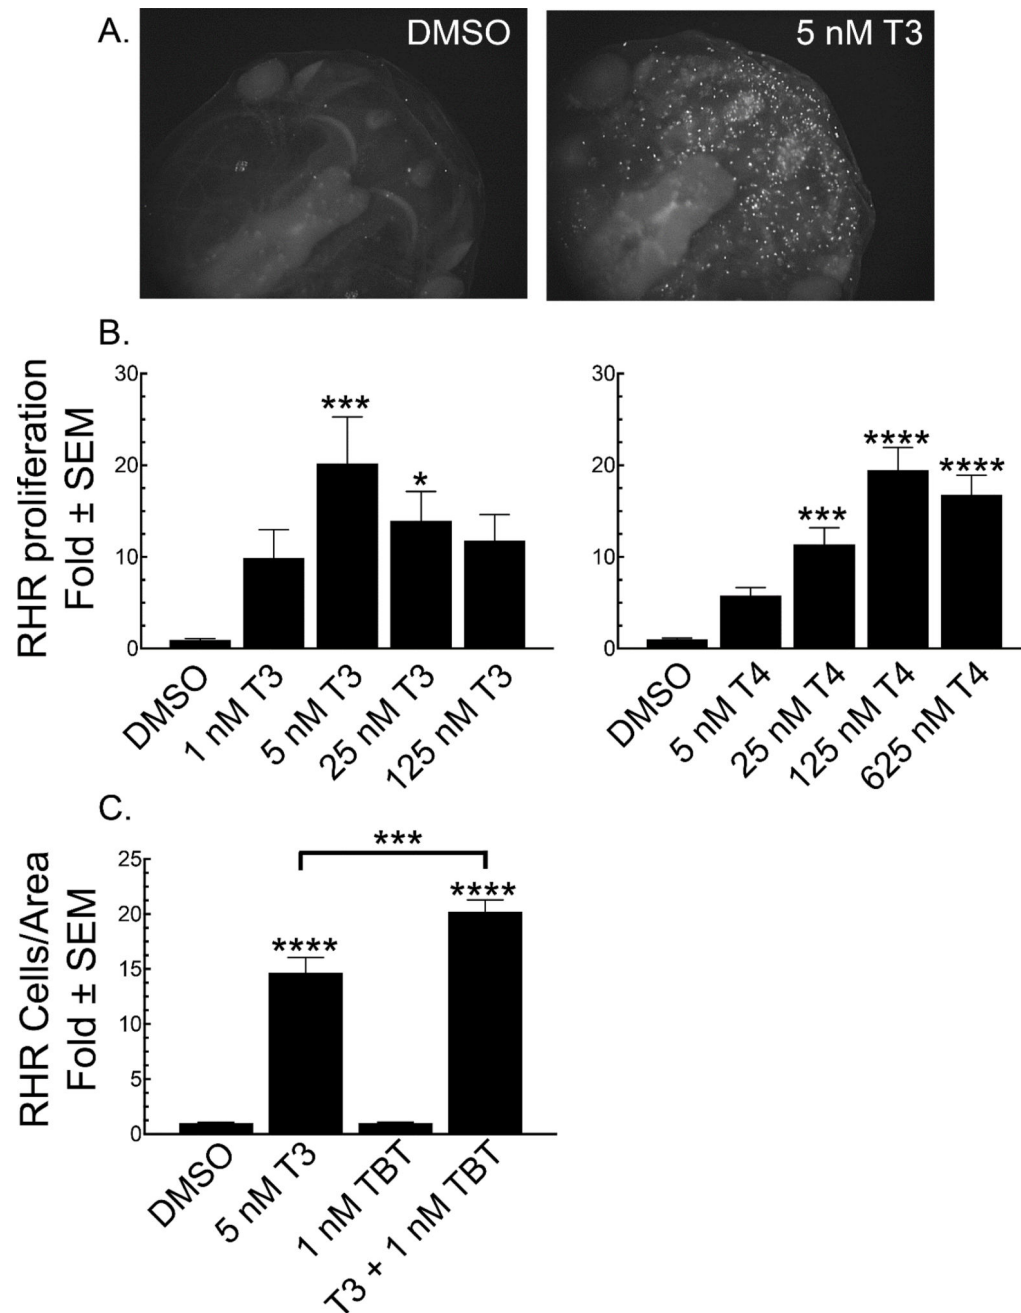 A.
DMSO
5 nM T3
B.
RHR proliferation
Fold ± SEM
30
20
10
0
***
*
DMSO
1 nM T3
5 nM T3
25 nM T3
125 nM T3
30
20
10
0
***
****
****
DMSO
5 nM T4
25 nM T4
125 nM T4
625 nM T4
C.
RHR Cells/Area
Fold ± SEM
25
20
15
10
5
0
***
****
****
DMSO
5 nM T3
1 nM TBT
T3 + 1 nM TBT